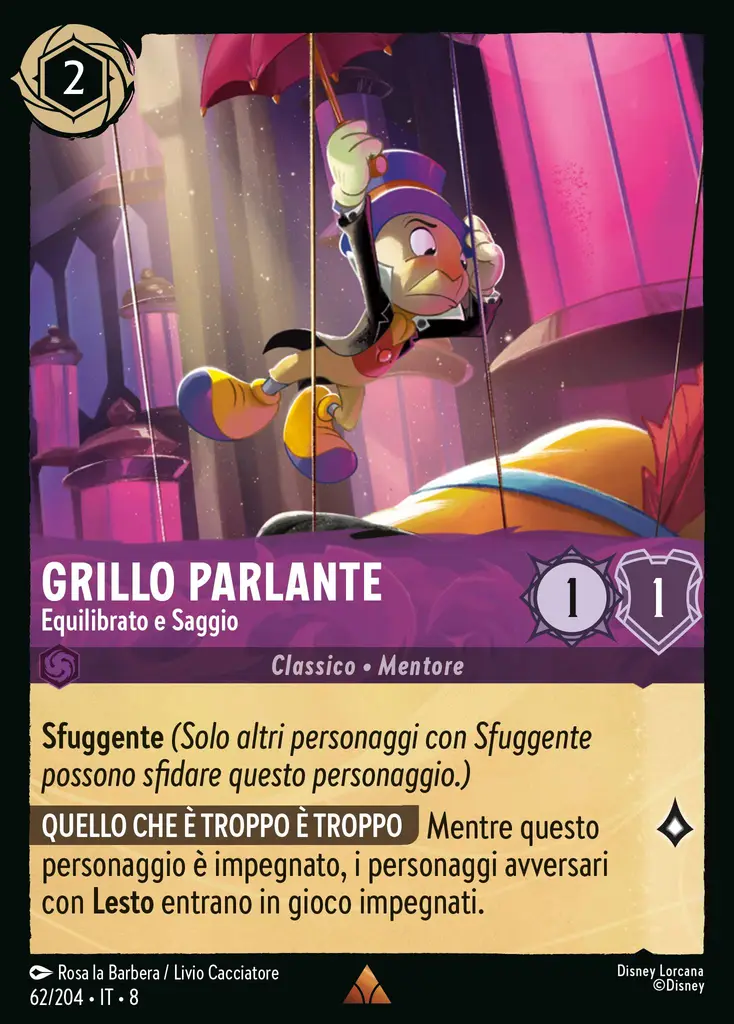 2
GRILLO PARLANTE
Equilibrato e Saggio
1
1
Classico • Mentore
Sfuggente (Solo altri personaggi con Sfuggente
possono sfidare questo personaggio.)
QUELLO CHE È TROPPO È TROPPO Mentre questo
personaggio è impegnato, i personaggi avversari
con Lesto entrano in gioco impegnati.
Rosa la Barbera / Livio Cacciatore
62/204 • IT • 8
Disney Lorcana
©Disney